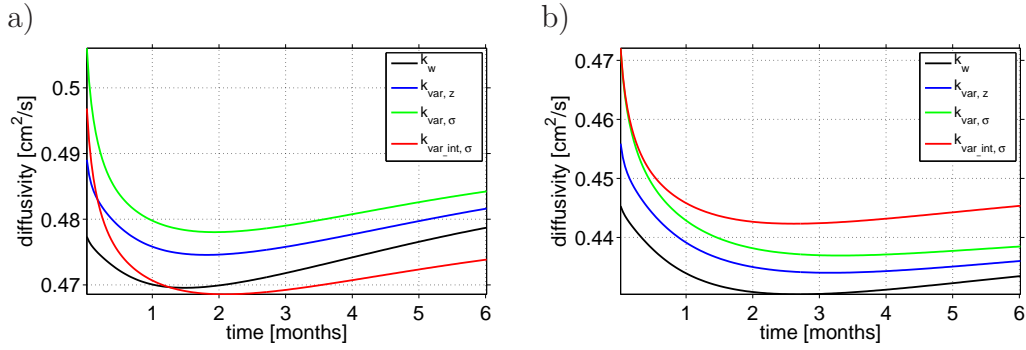 a)
diffusivity [cm²/s]
0.5
0.49
0.48
0.47
1 2 3 4 5 6
time [months]
k_w
k_var, z
k_var, σ
k_var_int, σ
b)
diffusivity [cm²/s]
0.47
0.46
0.45
0.44
1 2 3 4 5 6
time [months]
k_w
k_var, z
k_var, σ
k_var_int, σ